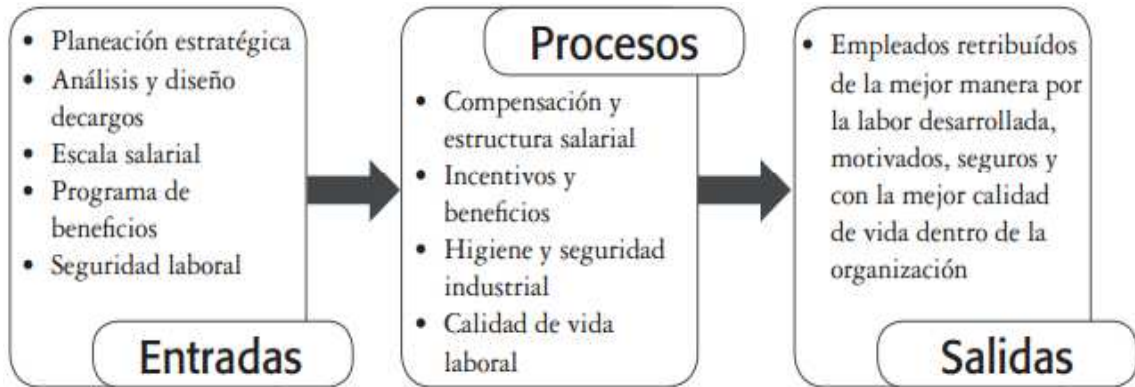 • Planeación estratégica
• Análisis y diseño
decargos
• Escala salarial
• Programa de
beneficios
• Seguridad laboral
Entradas
Procesos
• Compensación y
estructura salarial
• Incentivos y
beneficios
• Higiene y seguridad
industrial
• Calidad de vida
laboral
• Empleados retribuídos
de la mejor manera por
la labor desarrollada,
motivados, seguros y
con la mejor calidad
de vida dentro de la
organización
Salidas